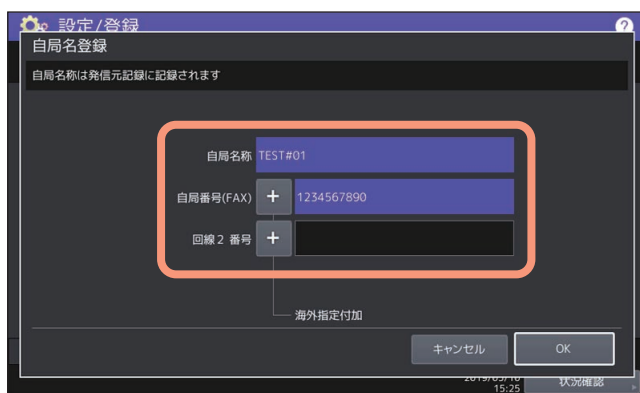 設定/登録
?
自局名登録
自局名称は発信元記録に記録されます
自局名称 TEST#01
自局番号(FAX) + 1234567890
回線2 番号 +
海外指定付加
キャンセル OK
15:25 状況確認